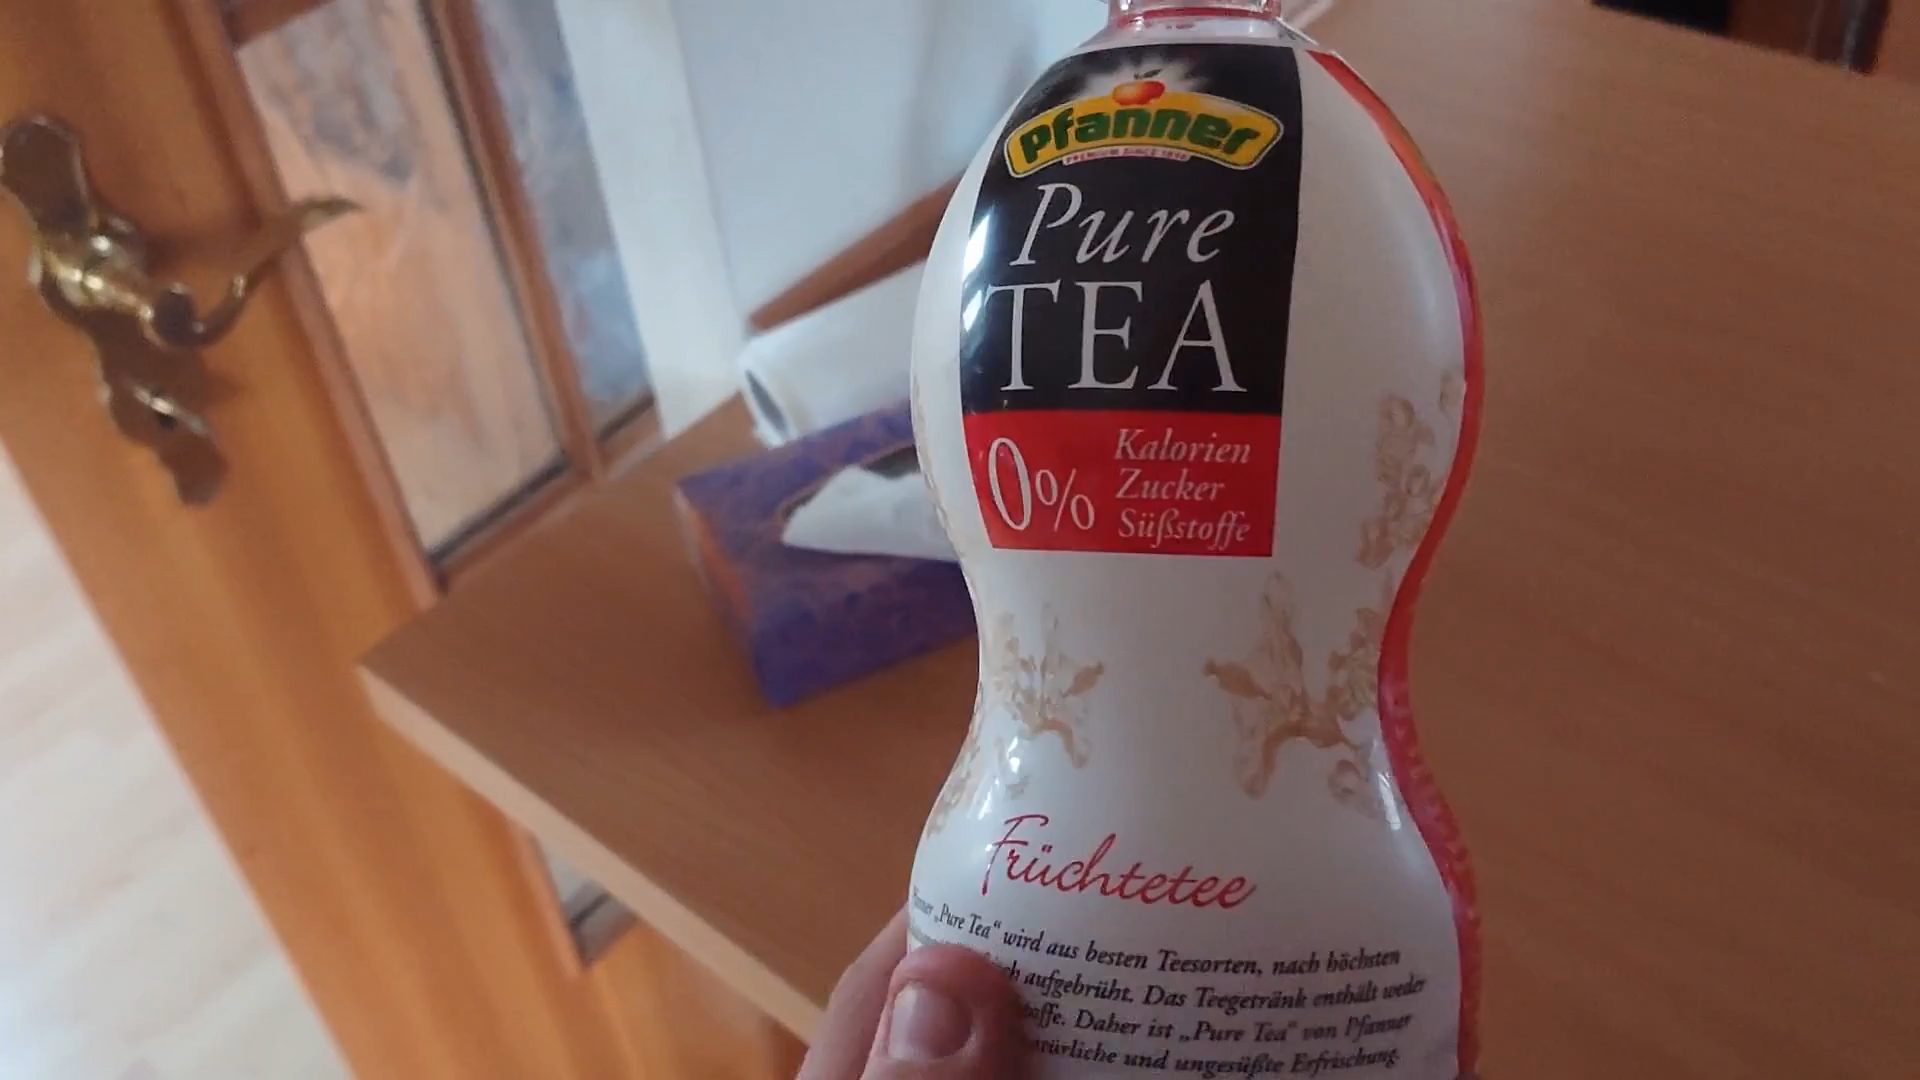 Pfanner
PREMIUM SINCE 1856
Pure
TEA
0%
Kalorien
Zucker
Süßstoffe
Früchtetee
„Pure Tea“ wird aus besten Teesorten, nach höchsten
aufgebrüht. Das Teegetränk enthält weder
Daher ist „Pure Tea“ von Pfanner
und ungesüßte Erfrischung.